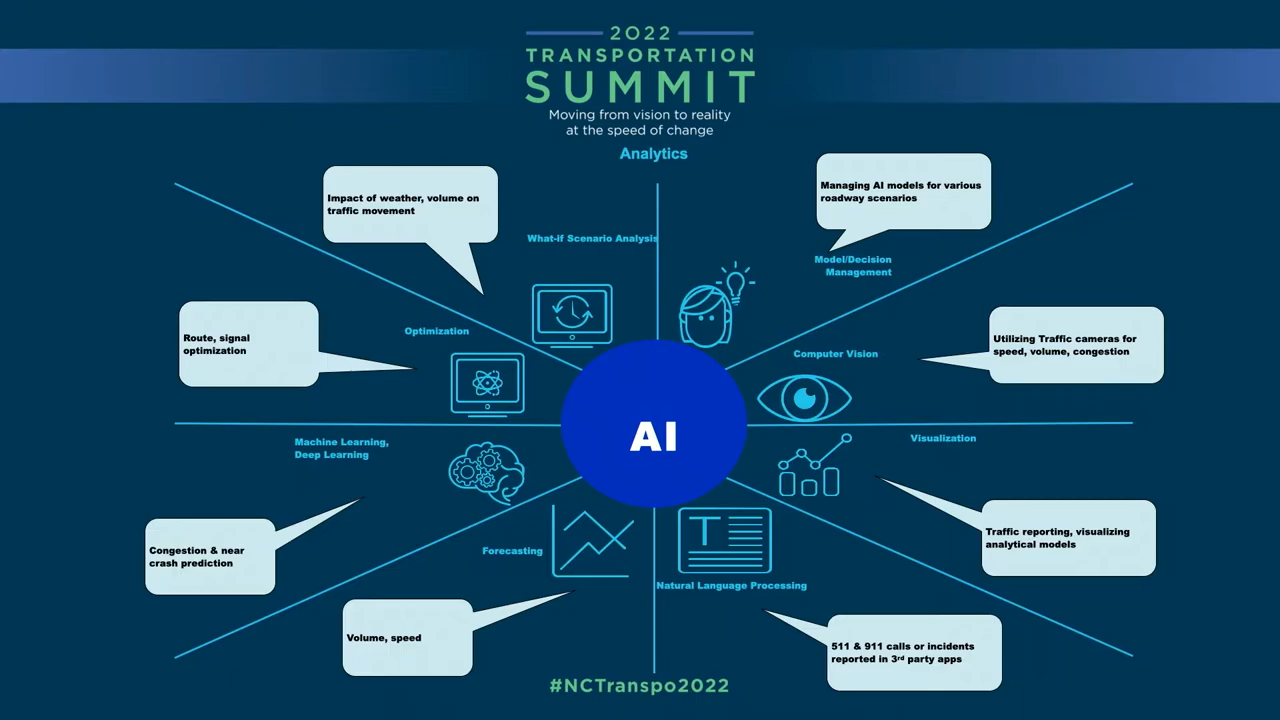 2022
TRANSPORTATION
SUMMIT
Moving from vision to reality
at the speed of change
Analytics
Impact of weather, volume on
traffic movement
Managing AI models for various
roadway scenarios
What-if Scenario Analysis
Model/Decision
Management
Route, signal
optimization
Optimization
Computer Vision
Utilizing Traffic cameras for
speed, volume, congestion
AI
Machine Learning,
Deep Learning
Visualization
Congestion & near
crash prediction
Forecasting
T
Natural Language Processing
Traffic reporting, visualizing
analytical models
Volume, speed
511 & 911 calls or incidents
reported in 3rd party apps
#NCTranspo2022